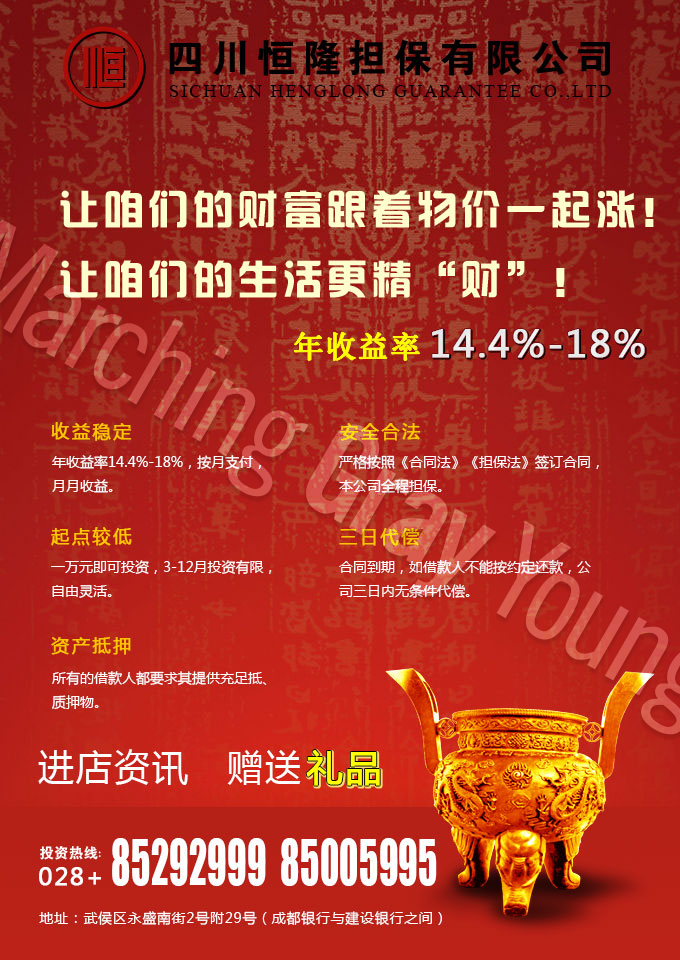 恒
四川恒隆担保有限公司
SICHUAN HENGLONG GUARANTEE CO.,LTD
让咱们的财富跟着物价一起涨！
让咱们的生活更精“财”！
年收益率 14.4%-18%
收益稳定
年收益率14.4%-18%，按月支付，
月月收益。
安全合法
严格按照《合同法》《担保法》签订合同，
本公司全程担保。
起点较低
一万元即可投资，3-12月投资有限，
自由灵活。
三日代偿
合同到期，如借款人不能按约定还款，公
司三日内无条件代偿。
资产抵押
所有的借款人都要求其提供充足抵、
质押物。
进店资讯 赠送礼品
投资热线:
028+ 85292999 85005995
地址：武侯区永盛南街2号附29号（成都银行与建设银行之间）
Marching Gray Young